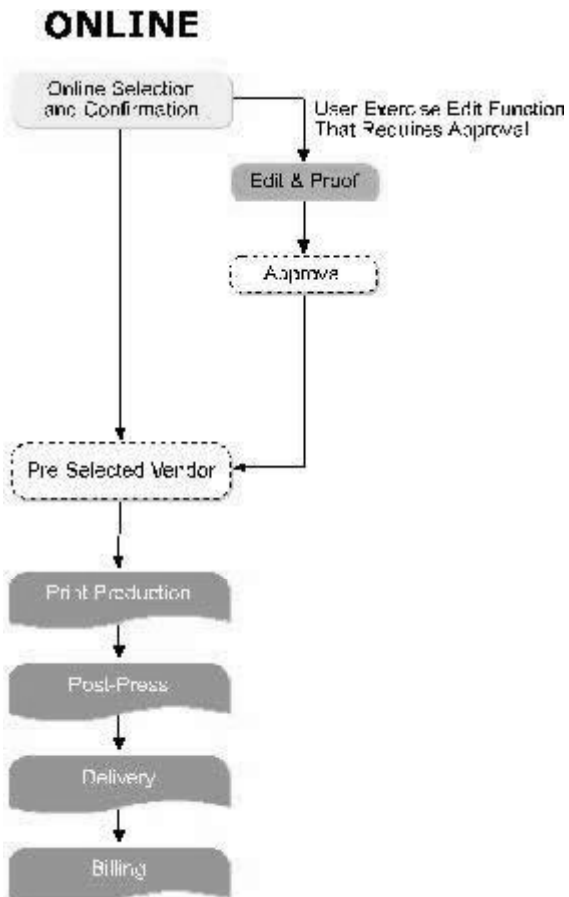 ONLINE
Online Selection
and Confirmation
User Exercise Edit Function
That Requires Approval
Edit & Proof
Approval
Pre Selected Vendor
Print Production
Post-Press
Delivery
Billing